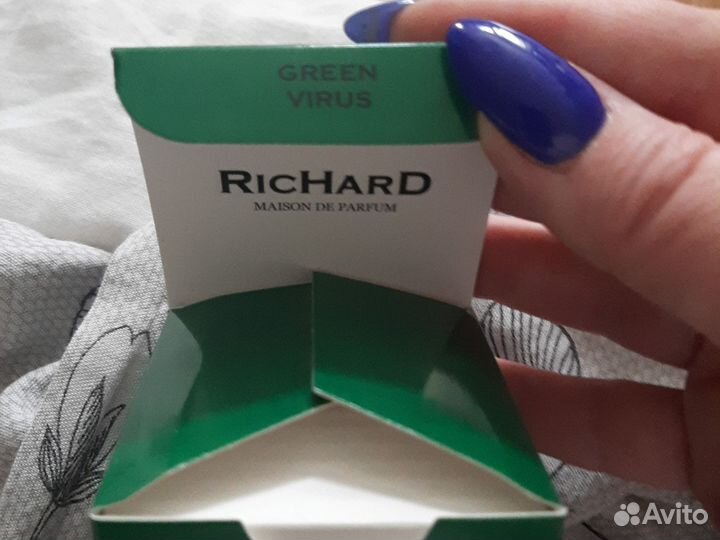 GREEN
VIRUS
RICHARD
MAISON DE PARFUM
Avito